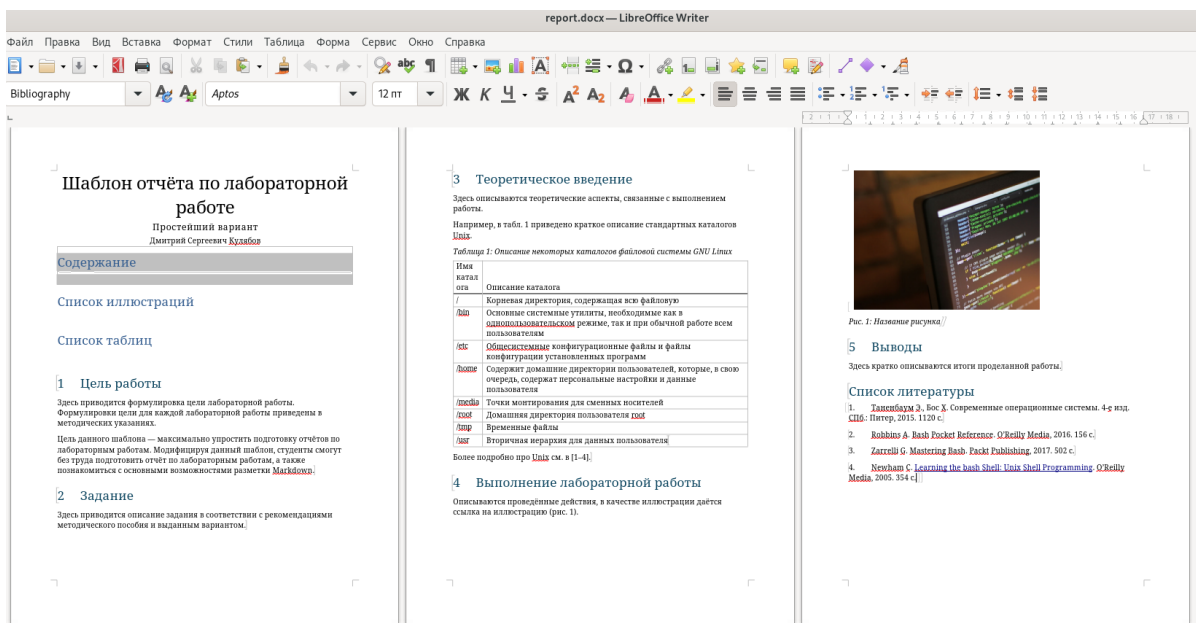 report.docx — LibreOffice Writer
Файл Правка Вид Вставка Формат Стили Таблица Форма Сервис Окно Справка
Bibliography Aptos 12 пт
Шаблон отчёта по лабораторной
работе
Простейший вариант
Дмитрий Сергеевич Кулябов
Содержание
Список иллюстраций
Список таблиц
1 Цель работы
Здесь приводится формулировка цели лабораторной работы.
Формулировки цели для каждой лабораторной работы приведены в
методических указаниях.
Цель данного шаблона — максимально упростить подготовку отчётов по
лабораторным работам. Модифицируя данный шаблон, студенты смогут
без труда подготовить отчёт по лабораторным работам, а также
познакомиться с основными возможностями разметки Markdown.
2 Задание
Здесь приводится описание задания в соответствии с рекомендациями
методического пособия и выданным вариантом.
3 Теоретическое введение
Здесь описываются теоретические аспекты, связанные с выполнением
работы.
Например, в табл. 1 приведено краткое описание стандартных каталогов
Unix.
Таблица 1: Описание некоторых каталогов файловой системы GNU Linux
Имя
катал
ога Описание каталога
/ Корневая директория, содержащая всю файловую
/bin Основные системные утилиты, необходимые как в
однопользовательском режиме, так и при обычной работе всем
пользователям
/etc Общесистемные конфигурационные файлы и файлы
конфигурации установленных программ
/home Содержит домашние директории пользователей, которые, в свою
очередь, содержат персональные настройки и данные
пользователя
/media Точки монтирования для сменных носителей
/root Домашняя директория пользователя root
/tmp Временные файлы
/usr Вторичная иерархия для данных пользователя
Более подробно про Unix см. в [1–4].
4 Выполнение лабораторной работы
Описываются проведённые действия, в качестве иллюстрации даётся
ссылка на иллюстрацию (рис. 1).
Рис. 1: Название рисунка
5 Выводы
Здесь кратко описываются итоги проделанной работы.
Список литературы
1. Таненбаум Э., Бос Х. Современные операционные системы. 4-е изд.
СПб.: Питер, 2015. 1120 с.
2. Robbins A. Bash Pocket Reference. O'Reilly Media, 2016. 156 с.
3. Zarrelli G. Mastering Bash. Packt Publishing, 2017. 502 с.
4. Newham C. Learning the bash Shell: Unix Shell Programming. O'Reilly
Media, 2005. 354 с.